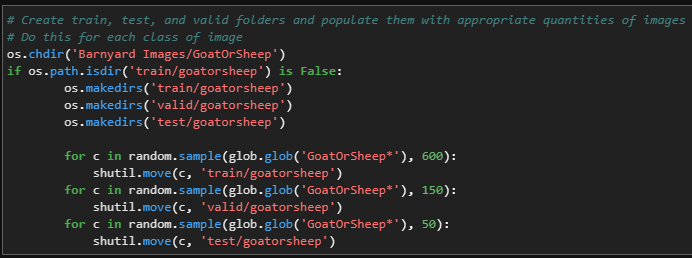 # Create train, test, and valid folders and populate them with appropriate quantities of images
# Do this for each class of image
os.chdir('Barnyard Images/GoatOrSheep')
if os.path.isdir('train/goatorsheep') is False:
        os.makedirs('train/goatorsheep')
        os.makedirs('valid/goatorsheep')
        os.makedirs('test/goatorsheep')

        for c in random.sample(glob.glob('GoatOrSheep*'), 600):
            shutil.move(c, 'train/goatorsheep')
        for c in random.sample(glob.glob('GoatOrSheep*'), 150):
            shutil.move(c, 'valid/goatorsheep')
        for c in random.sample(glob.glob('GoatOrSheep*'), 50):
            shutil.move(c, 'test/goatorsheep')